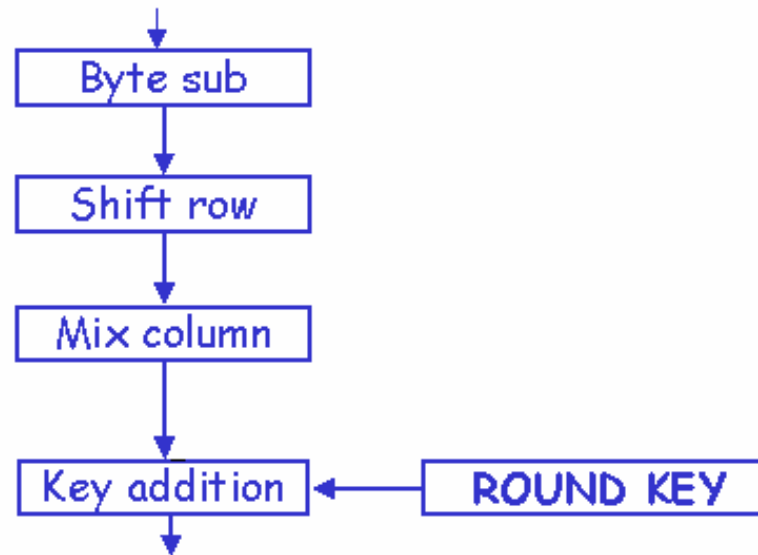 Byte sub
Shift row
Mix column
Key addition
ROUND KEY